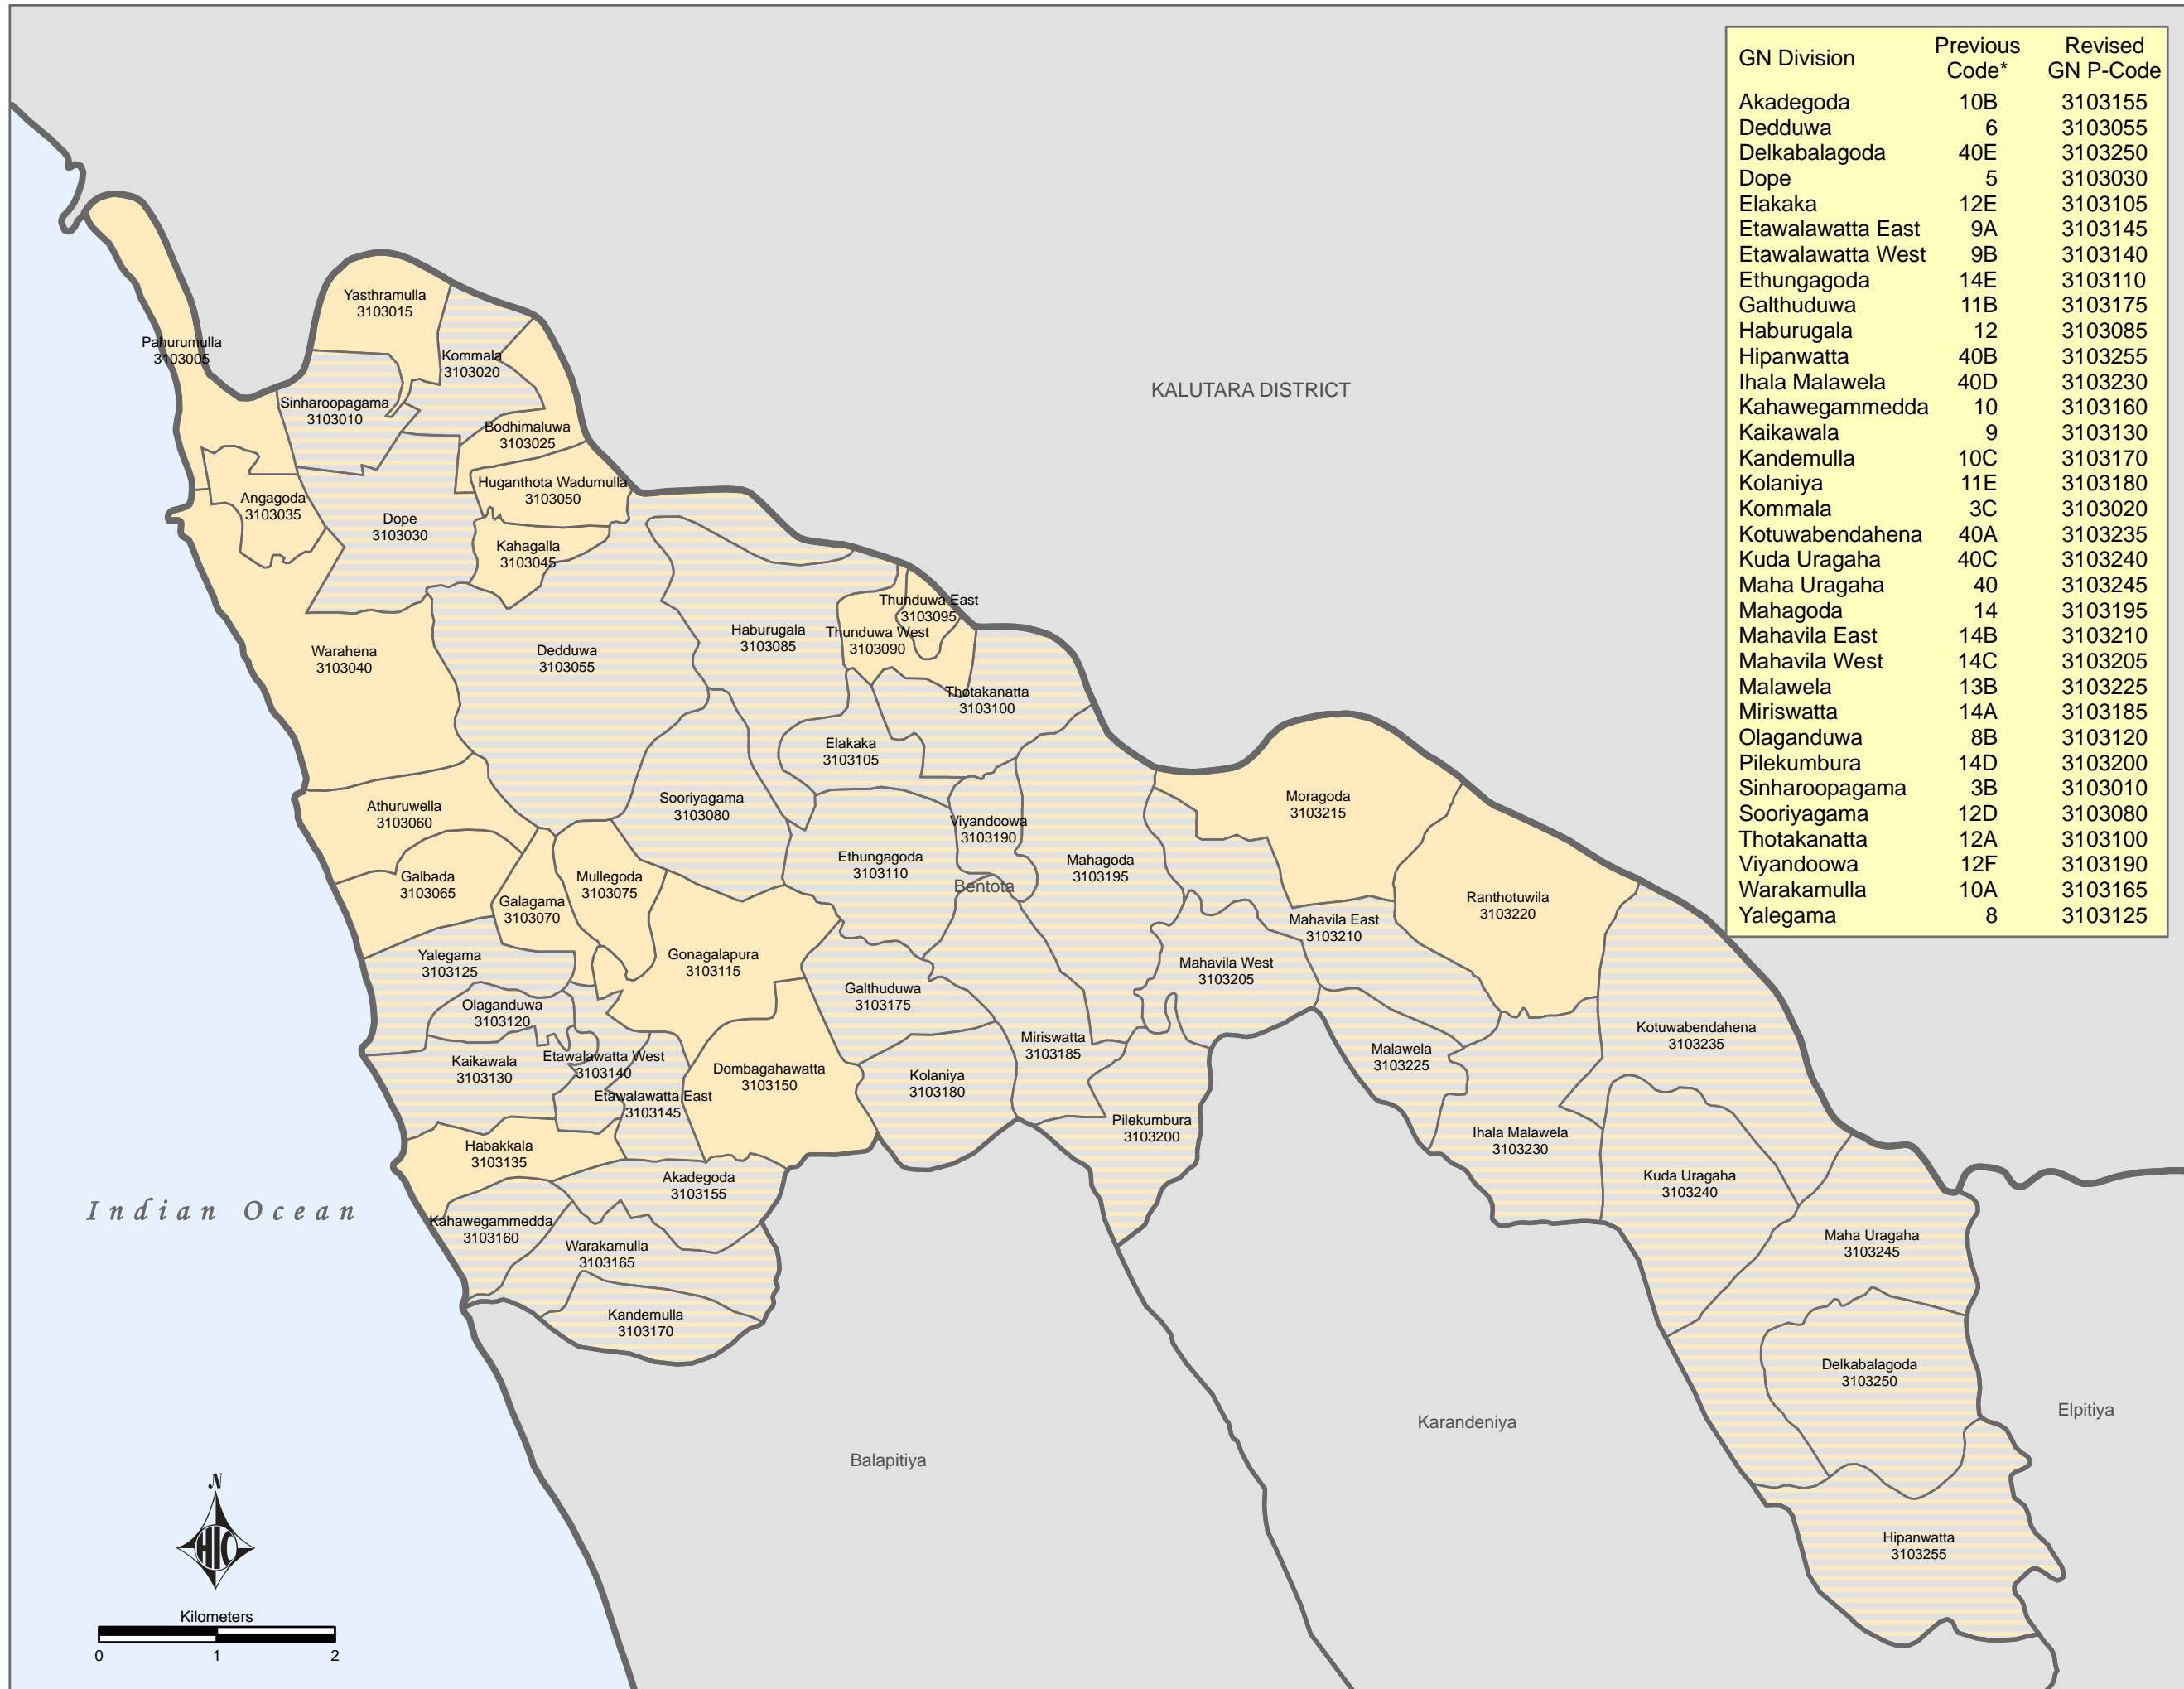 GN Division Previous Code* Revised GN P-Code
Akadegoda 10B 3103155
Dedduwa 6 3103055
Delkabalagoda 40E 3103250
Dope 5 3103030
Elakaka 12E 3103105
Etawalawatta East 9A 3103145
Etawalawatta West 9B 3103140
Ethungagoda 14E 3103110
Galthuduwa 11B 3103175
Haburugala 12 3103085
Hipanwatta 40B 3103255
Ihala Malawela 40D 3103230
Kahawegammedda 10 3103160
Kaikawala 9 3103130
Kandemulla 10C 3103170
Kolaniya 11E 3103180
Kommala 3C 3103020
Kotuwabendahena 40A 3103235
Kuda Uragaha 40C 3103240
Maha Uragaha 40 3103245
Mahagoda 14 3103195
Mahavila East 14B 3103210
Mahavila West 14C 3103205
Malawela 13B 3103225
Miriswatta 14A 3103185
Olaganduwa 8B 3103120
Pilekumbura 14D 3103200
Sinharoopagama 3B 3103010
Sooriyagama 12D 3103080
Thotakanatta 12A 3103100
Viyandoowa 12F 3103190
Warakamulla 10A 3103165
Yalegama 8 3103125
Yasthramulla
3103015
Pahurumulla
3103005
Kommala
3103020
KALUTARA DISTRICT
Sinharoopagama
3103010
Bodhimaluwa
3103025
Huganthota Wadumulla
3103050
Angagoda
3103035
Dope
3103030
Kahagalla
3103045
Thunduwa East
3103095
Haburugala
3103085
Thunduwa West
3103090
Warahena
3103040
Dedduwa
3103055
Thotakanatta
3103100
Elakaka
3103105
Sooriyagama
3103080
Moragoda
3103215
Athuruwella
3103060
Viyandoowa
3103190
Ethungagoda
3103110
Mahagoda
3103195
Galbada
3103065
Mullegoda
3103075
Bentota
Ranthotuwila
3103220
Galagama
3103070
Mahavila East
3103210
Gonagalapura
3103115
Yalegama
3103125
Mahavila West
3103205
Galthuduwa
3103175
Olaganduwa
3103120
Kotuwabendahena
3103235
Miriswatta
3103185
Malawela
3103225
Etawalawatta West
3103140
Kaikawala
3103130
Dombagahawatta
3103150
Kolaniya
3103180
Etawalawatta East
3103145
Pilekumbura
3103200
Ihala Malawela
3103230
Habakkala
3103135
Akadegoda
3103155
Kuda Uragaha
3103240
Indian Ocean
Kahawegammedda
3103160
Maha Uragaha
3103245
Warakamulla
3103165
Kandemulla
3103170
Delkabalagoda
3103250
Elpitiya
Karandeniya
Balapitiya
N
HIC
Hipanwatta
3103255
Kilometers
0 1 2